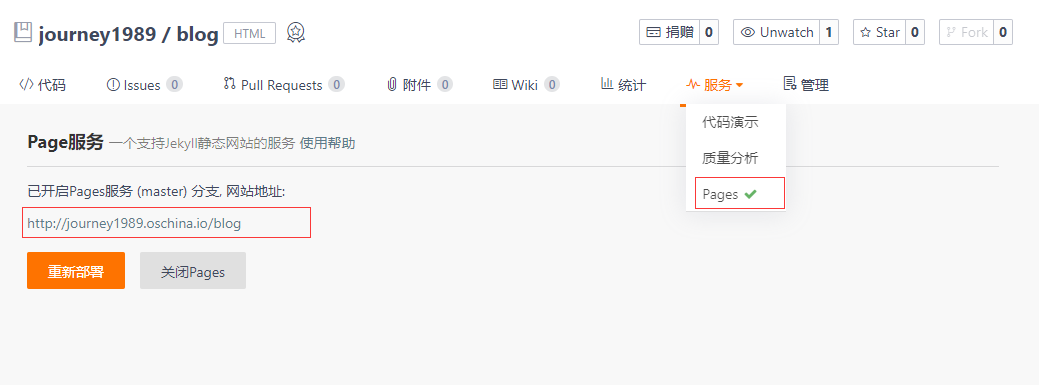 journey1989 / blog HTML 捐赠 0 Unwatch 1 Star 0 Fork 0
代码 Issues 0 Pull Requests 0 附件 0 Wiki 0 统计 服务 管理
代码演示
质量分析
Pages
Page服务 一个支持Jekyll静态网站的服务 使用帮助
已开启Pages服务 (master) 分支, 网站地址:
http://journey1989.oschina.io/blog
重新部署 关闭Pages